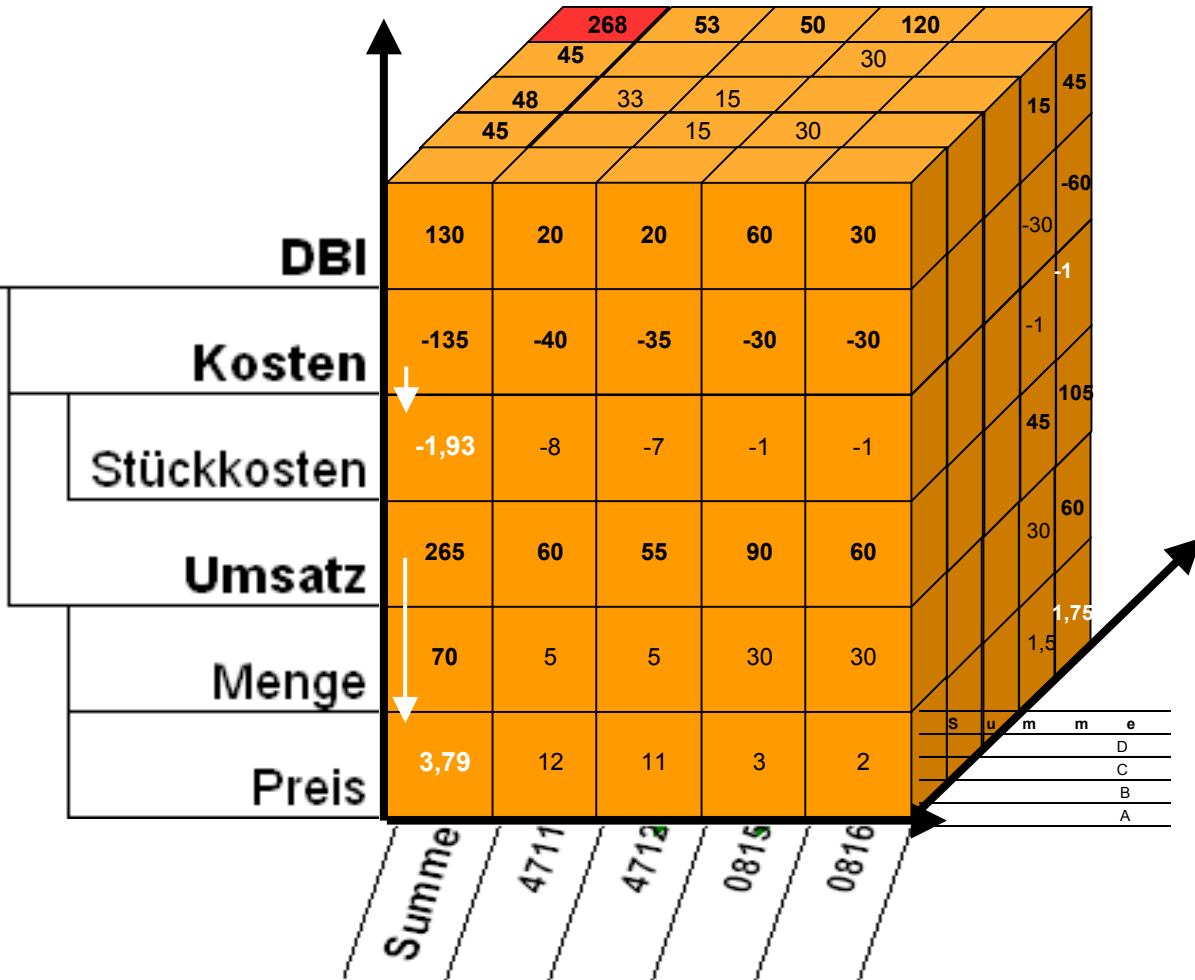 268 53 50 120
45 30
48 33 15
45 15 30
15 45
DBI 130 20 20 60 30
-30 -60
Kosten -135 -40 -35 -30 -30
-1 -1
Stückkosten -1,93 -8 -7 -1 -1
45 105
Umsatz 265 60 55 90 60
30 60
Menge 70 5 5 30 30
1,5 1,75
Preis 3,79 12 11 3 2
S u m m e
D
C
B
A
Summe 4711 4712 0815 0816